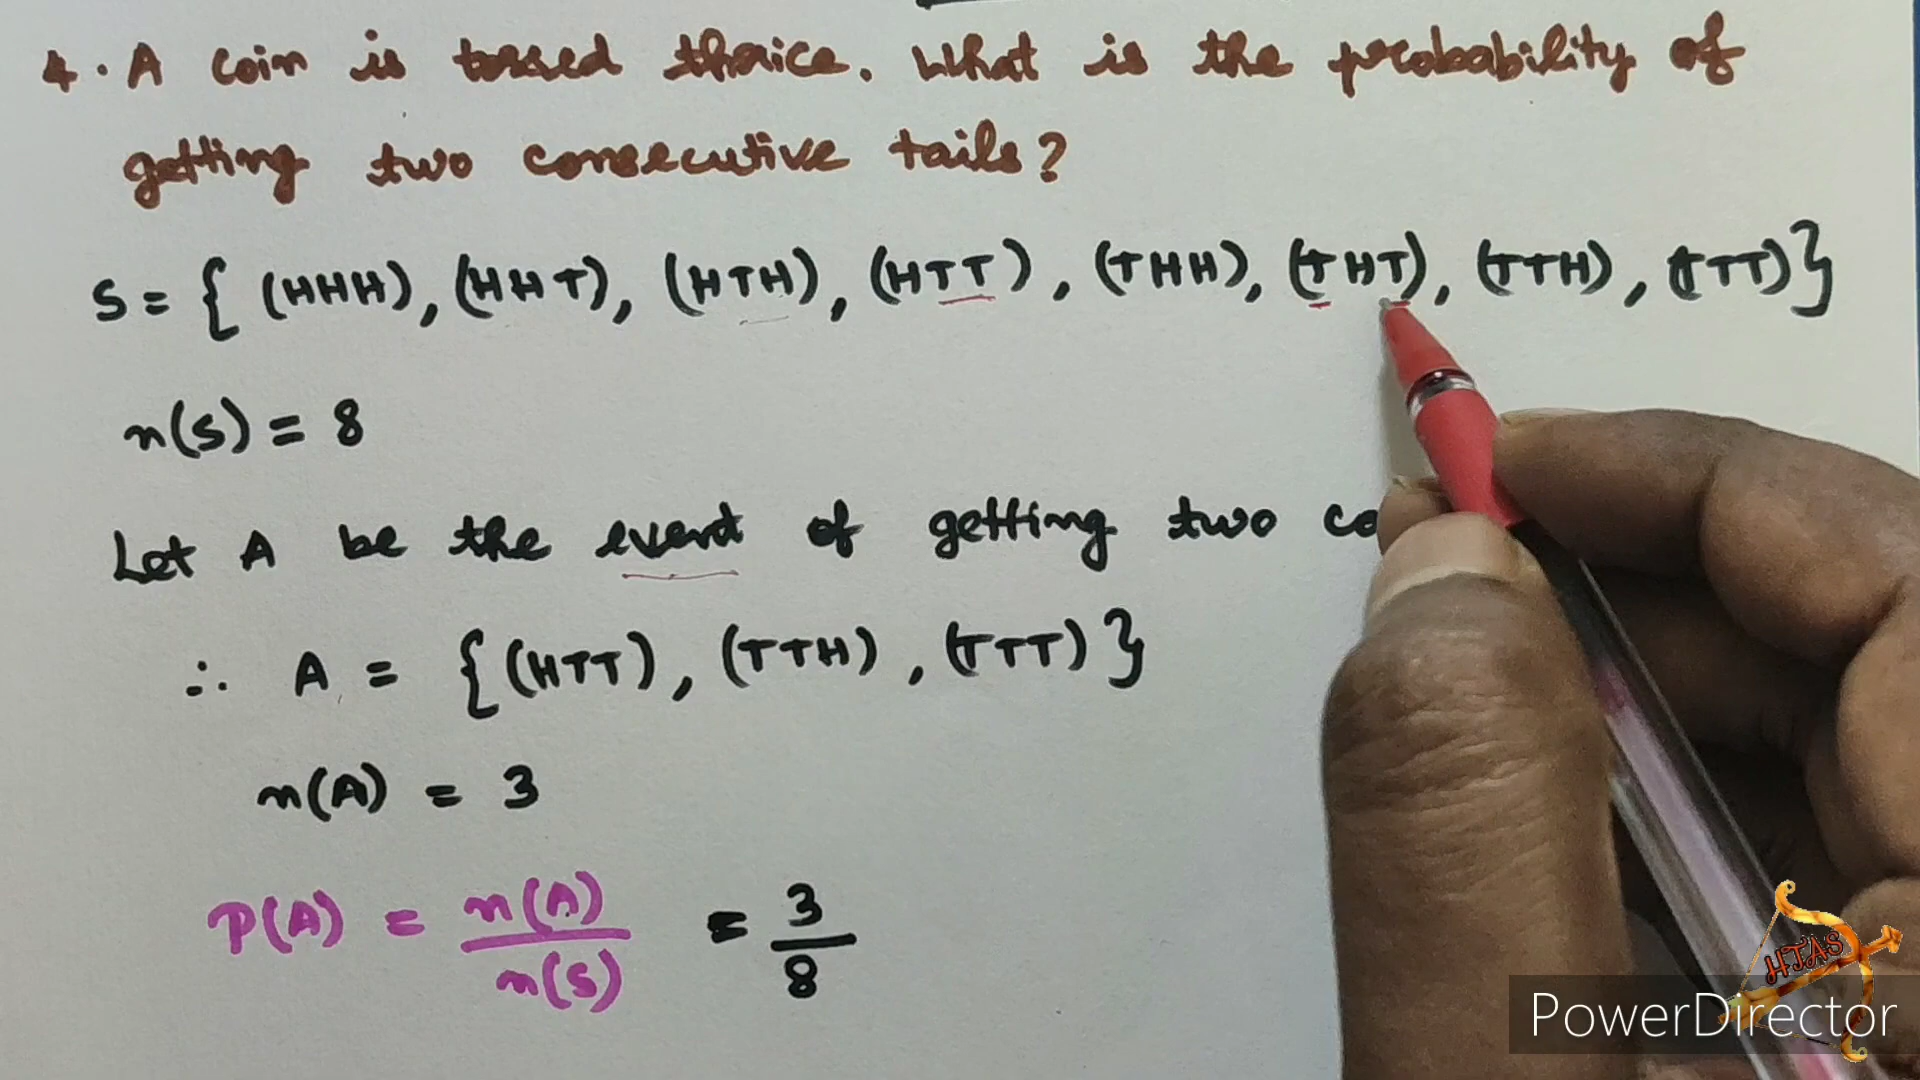 4. A coin is tossed thrice. What is the probability of
getting two consecutive tails?
S = { (HHH), (HHT), (HTH), (HTT), (THH), (THT), (TTH), (TTT)}
n(S) = 8
Let A be the event of getting two co
∴ A = {(HTT), (TTH), (TTT)}
n(A) = 3
P(A) = n(A)/n(S) = 3/8
HTAS
PowerDirector